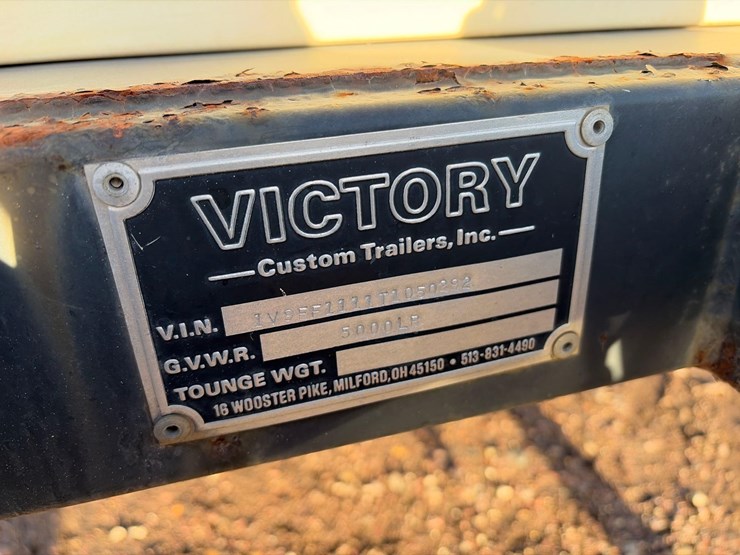 VICTORY
Custom Trailers, Inc.
V.I.N.
G.V.W.R. 5000LB
TOUNGE WGT.
16 WOOSTER PIKE, MILFORD, OH 45150 • 513-831-4490